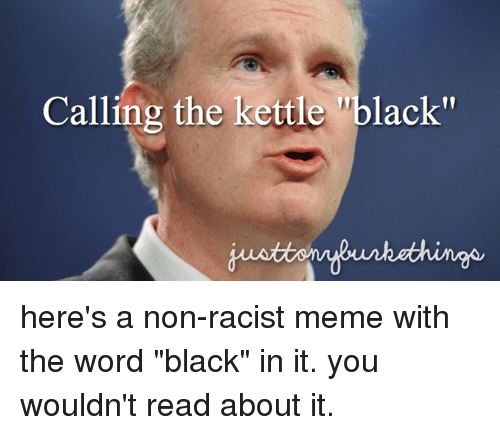 Calling the kettle "black"
justtonyburkethings
here's a non-racist meme with
the word "black" in it. you
wouldn't read about it.